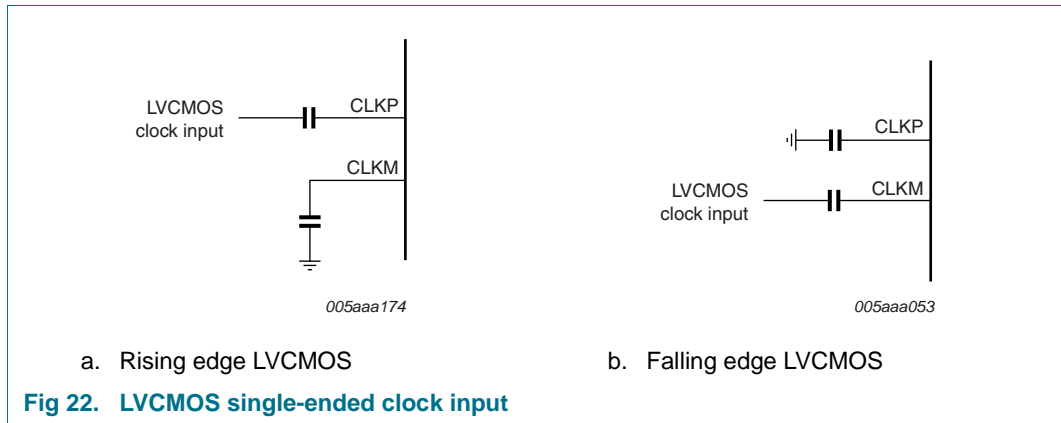 LVCMOS
clock input
CLKP
CLKM
005aaa174
a. Rising edge LVCMOS
CLKP
LVCMOS
clock input
CLKM
005aaa053
b. Falling edge LVCMOS
Fig 22. LVCMOS single-ended clock input